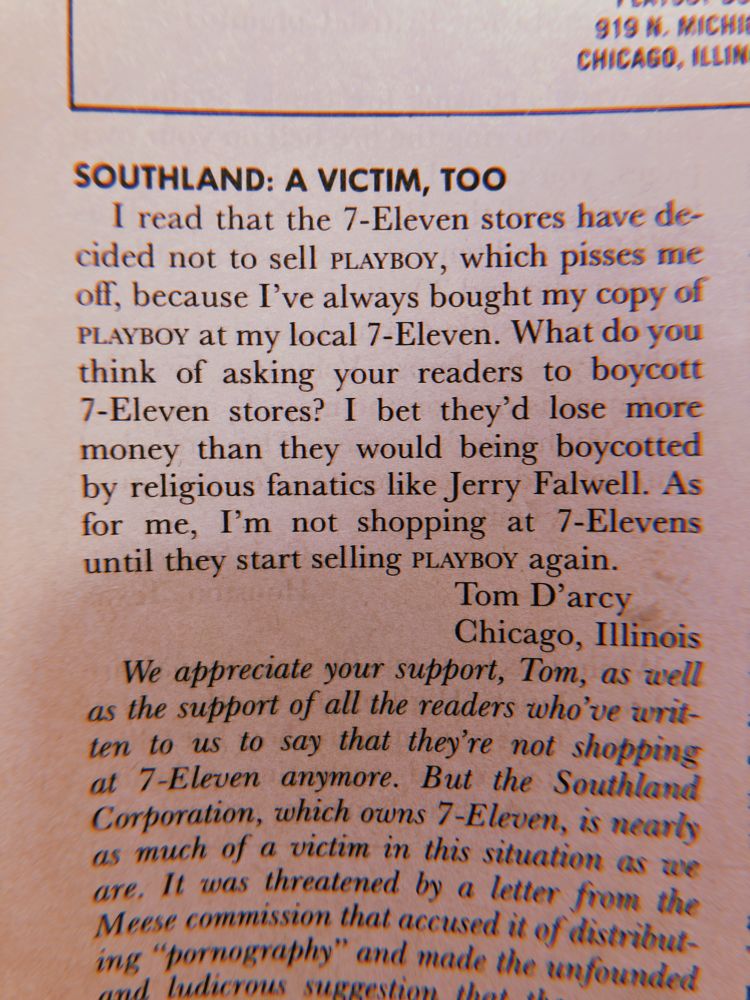 919 N. MICHI
CHICAGO, ILLIN
SOUTHLAND: A VICTIM, TOO
I read that the 7-Eleven stores have de-
cided not to sell PLAYBOY, which pisses me
off, because I've always bought my copy of
PLAYBOY at my local 7-Eleven. What do you
think of asking your readers to boycott
7-Eleven stores? I bet they'd lose more
money than they would being boycotted
by religious fanatics like Jerry Falwell. As
for me, I'm not shopping at 7-Elevens
until they start selling PLAYBOY again.
Tom D'arcy
Chicago, Illinois
We appreciate your support, Tom, as well
as the support of all the readers who've writ-
ten to us to say that they're not shopping
at 7-Eleven anymore. But the Southland
Corporation, which owns 7-Eleven, is nearly
as much of a victim in this situation as we
are. It was threatened by a letter from the
Meese commission that accused it of distribut-
ing "pornography" and made the unfounded
and ludicrous suggestion that